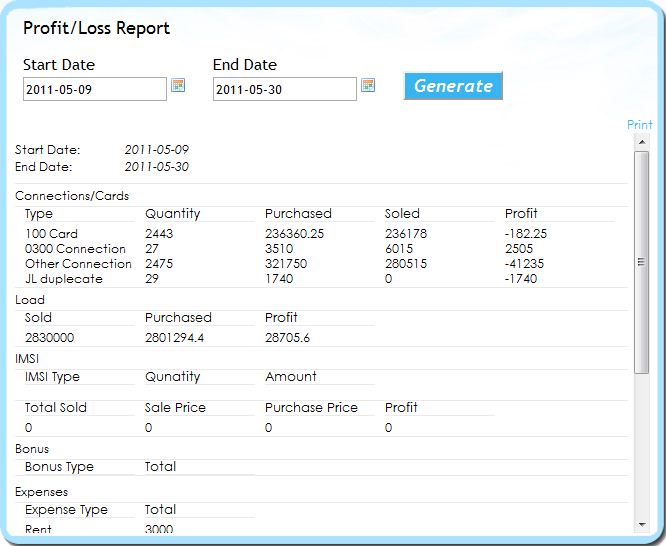 Profit/Loss Report
Start Date End Date
2011-05-09 2011-05-30 Generate
Print
Start Date: 2011-05-09
End Date: 2011-05-30
Connections/Cards
Type Quantity Purchased Soled Profit
100 Card 2443 236360.25 236178 -182.25
0300 Connection 27 3510 6015 2505
Other Connection 2475 321750 280515 -41235
JL duplecate 29 1740 0 -1740
Load
Sold Purchased Profit
2830000 2801294.4 28705.6
IMSI
IMSI Type Qunatity Amount
Total Sold Sale Price Purchase Price Profit
0 0 0 0
Bonus
Bonus Type Total
Expenses
Expense Type Total
Rent 3000